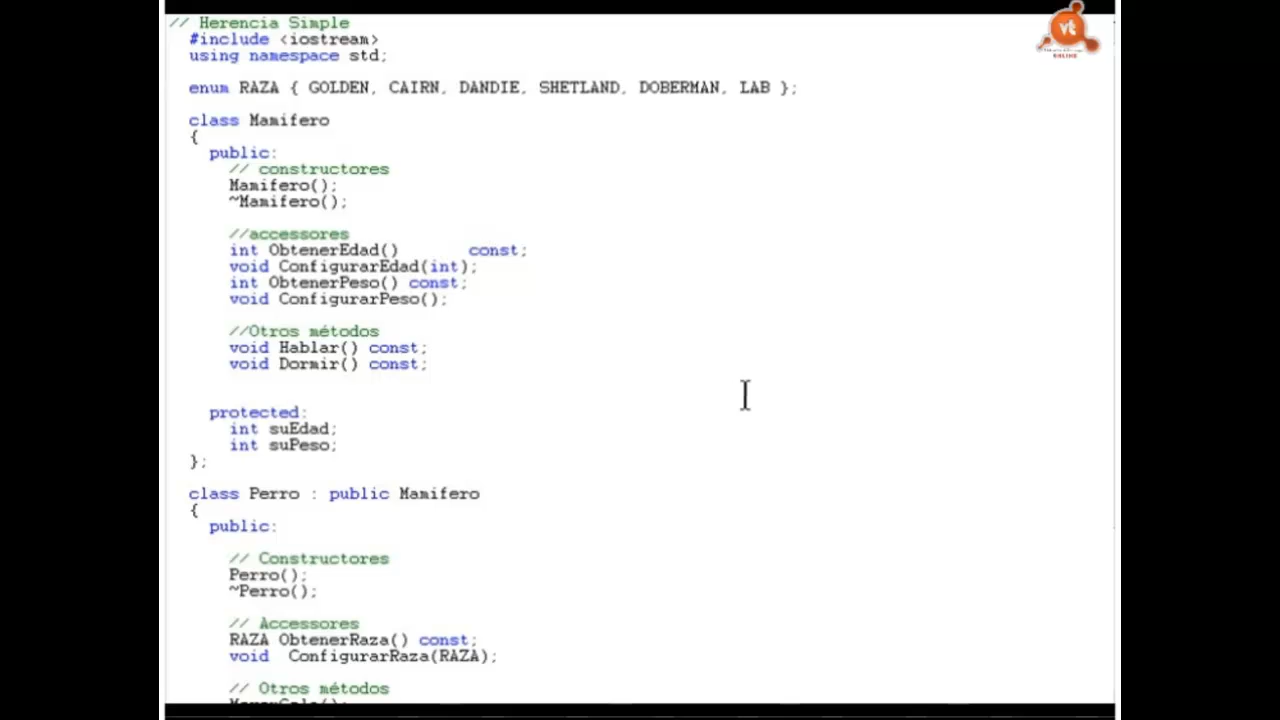 // Herencia Simple
#include <iostream>
using namespace std;
enum RAZA { GOLDEN, CAIRN, DANDIE, SHETLAND, DOBERMAN, LAB };
class Mamifero
{
public:
// constructores
Mamifero();
~Mamifero();
//accessores
int ObtenerEdad() const;
void ConfigurarEdad(int);
int ObtenerPeso() const;
void ConfigurarPeso();
//Otros métodos
void Hablar() const;
void Dormir() const;
protected:
int suEdad;
int suPeso;
};
class Perro : public Mamifero
{
public:
// Constructores
Perro();
~Perro();
// Accessores
RAZA ObtenerRaza() const;
void ConfigurarRaza(RAZA);
// Otros métodos
vt
ONLINE